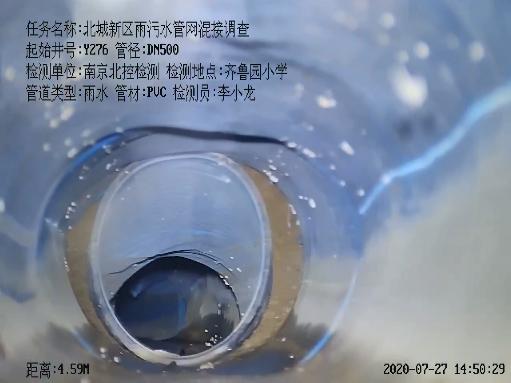 任务名称:北城新区雨污水管网混接调查
起始井号:Y276 管径:DN500
检测单位:南京北控检测 检测地点:齐鲁园小学
管道类型:雨水 管材:PVC 检测员:李小龙
距离:4.59M
2020-07-27 14:50:29